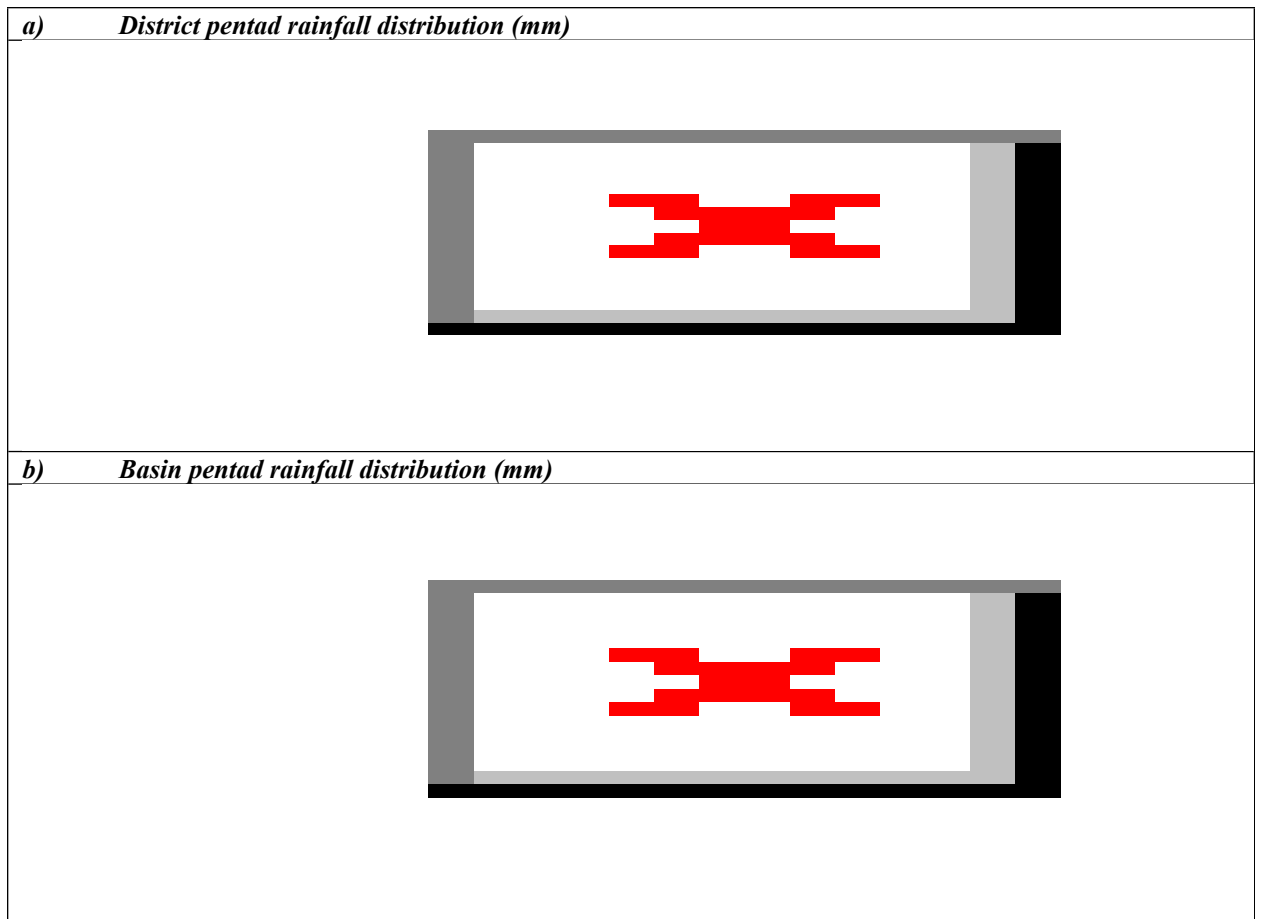 a) District pentad rainfall distribution (mm)
b) Basin pentad rainfall distribution (mm)